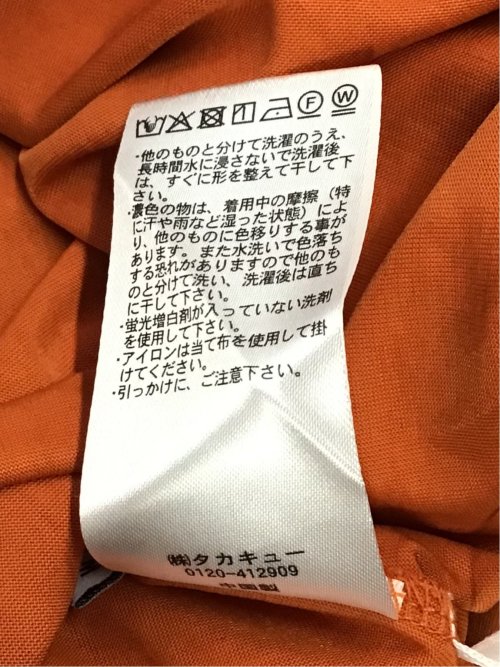 ・他のものと分けて洗濯のうえ、
長時間水に浸さないで洗濯後
は、すぐに形を整えて干して下
さい。
・濃色の物は、着用中の摩擦（特
に汗や雨など湿った状態）によ
り、他のものに色移りする事が
あります。また水洗いで色落ち
する恐れがありますので他のも
のと分けて洗い、洗濯後は直ち
に干して下さい。
・蛍光増白剤が入っていない洗剤
を使用して下さい。
・アイロンは当て布を使用して掛
けてください。
・引っかけに、ご注意下さい。
㈱タカキュー
0120-412909
中国製